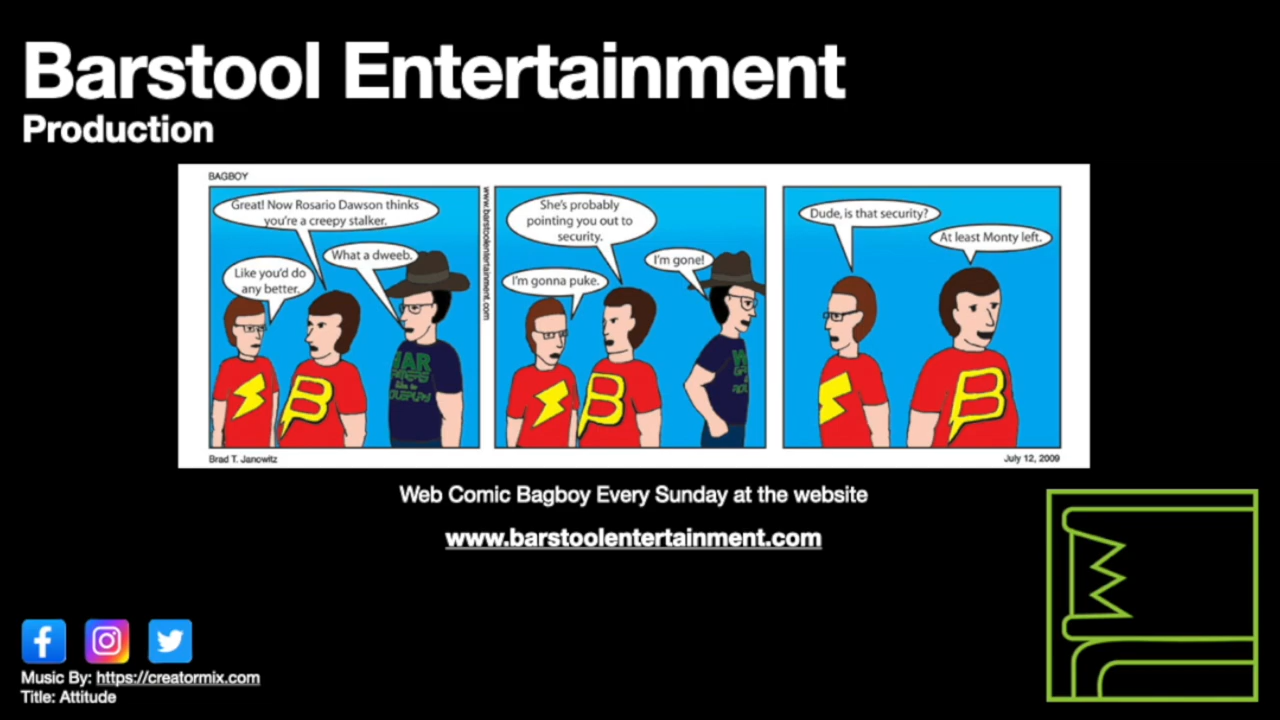 Barstool Entertainment
Production
BAGBOY
Great! Now Rosario Dawson thinks
you're a creepy stalker.
What a dweeb.
Like you'd do
any better.
www.barstoolentertainment.com
She's probably
pointing you out to
security.
I'm gone!
I'm gonna puke.
Dude, is that security?
At least Monty left.
Brad T. Janowitz
July 12, 2009
Web Comic Bagboy Every Sunday at the website
www.barstoolentertainment.com
Music By: https://creatormix.com
Title: Attitude